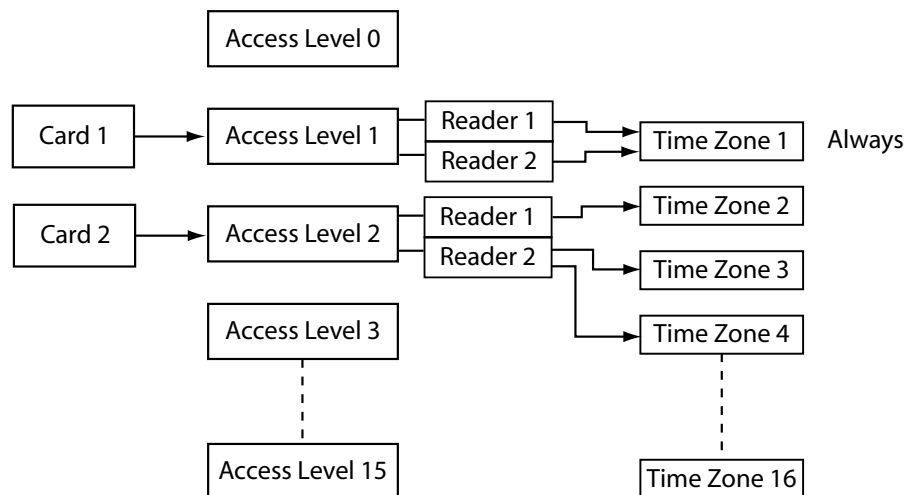 Access Level 0
Card 1
Access Level 1
Reader 1
Reader 2
Time Zone 1
Always
Card 2
Access Level 2
Reader 1
Reader 2
Time Zone 2
Time Zone 3
Access Level 3
Time Zone 4
Access Level 15
Time Zone 16